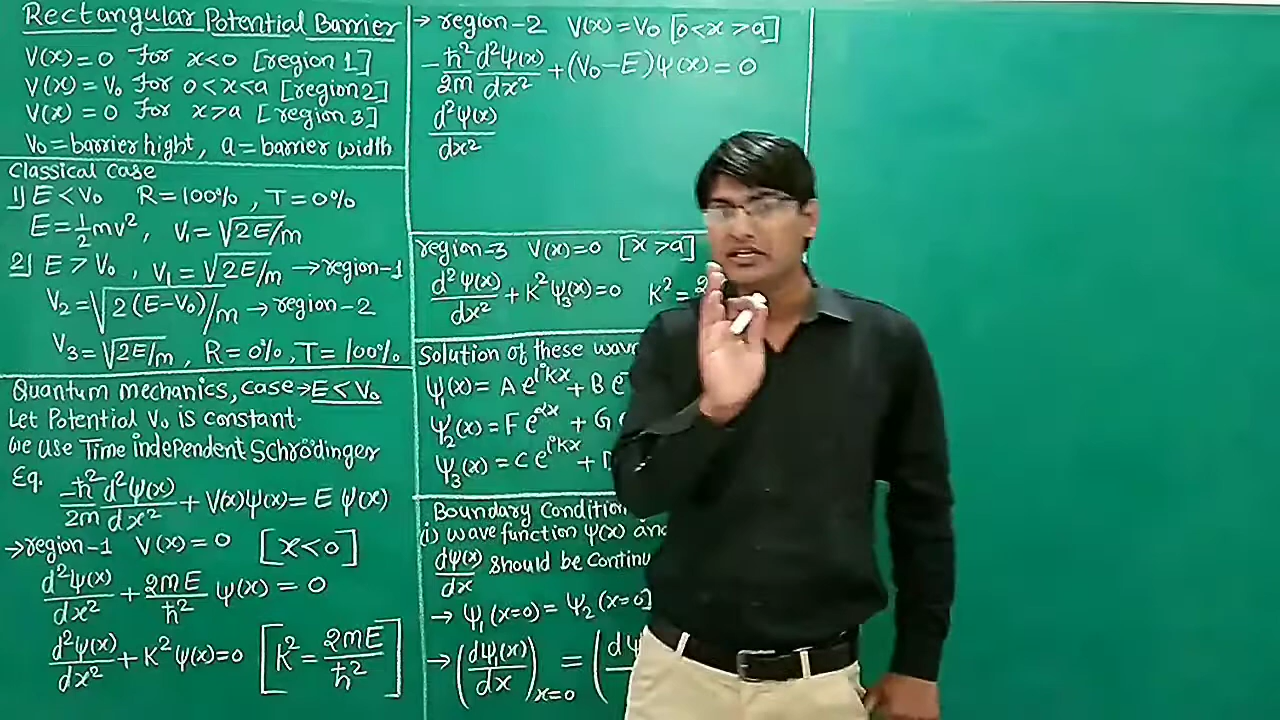 Rectangular Potential Barrier
V(x) = 0 For x<0 [region 1]
V(x) = V₀ For 0<x<a [region 2]
V(x) = 0 For x>a [region 3]
V₀ = barrier hight, a = barrier width
Classical Case
1) E < V₀ R = 100%, T = 0%
E = ½mv², V₁ = √2E/m
2) E > V₀, V₁ = √2E/m → region-1
V₂ = √2(E-V₀)/m → region-2
V₃ = √2E/m, R = 0%, T = 100%
Quantum mechanics, case → E < V₀
Let Potential V₀ is constant.
we use Time independent Schrödinger
Eq. -ħ²/2m d²ψ(x)/dx² + V(x)ψ(x) = E ψ(x)
→ region-1 V(x) = 0 [x<0]
d²ψ(x)/dx² + 2mE/ħ² ψ(x) = 0
d²ψ(x)/dx² + K²ψ(x) = 0 [K² = 2mE/ħ²]
→ region-2 V(x) = V₀ [0<x>a]
-ħ²/2m d²ψ(x)/dx² + (V₀-E)ψ(x) = 0
d²ψ(x)/dx²
region-3 V(x) = 0 [x>a]
d²ψ(x)/dx² + K²ψ₃(x) = 0 K² = 2
Solution of these wave
ψ₁(x) = A e^ikx + B e
ψ₂(x) = F e^αx + G
ψ₃(x) = C e^ikx +
Boundary Condition
(i) wave function ψ(x) and
dψ(x)/dx should be Continu
→ ψ₁(x=0) = ψ₂(x=0)
→ (dψ₁(x)/dx)x=0 = (dψ